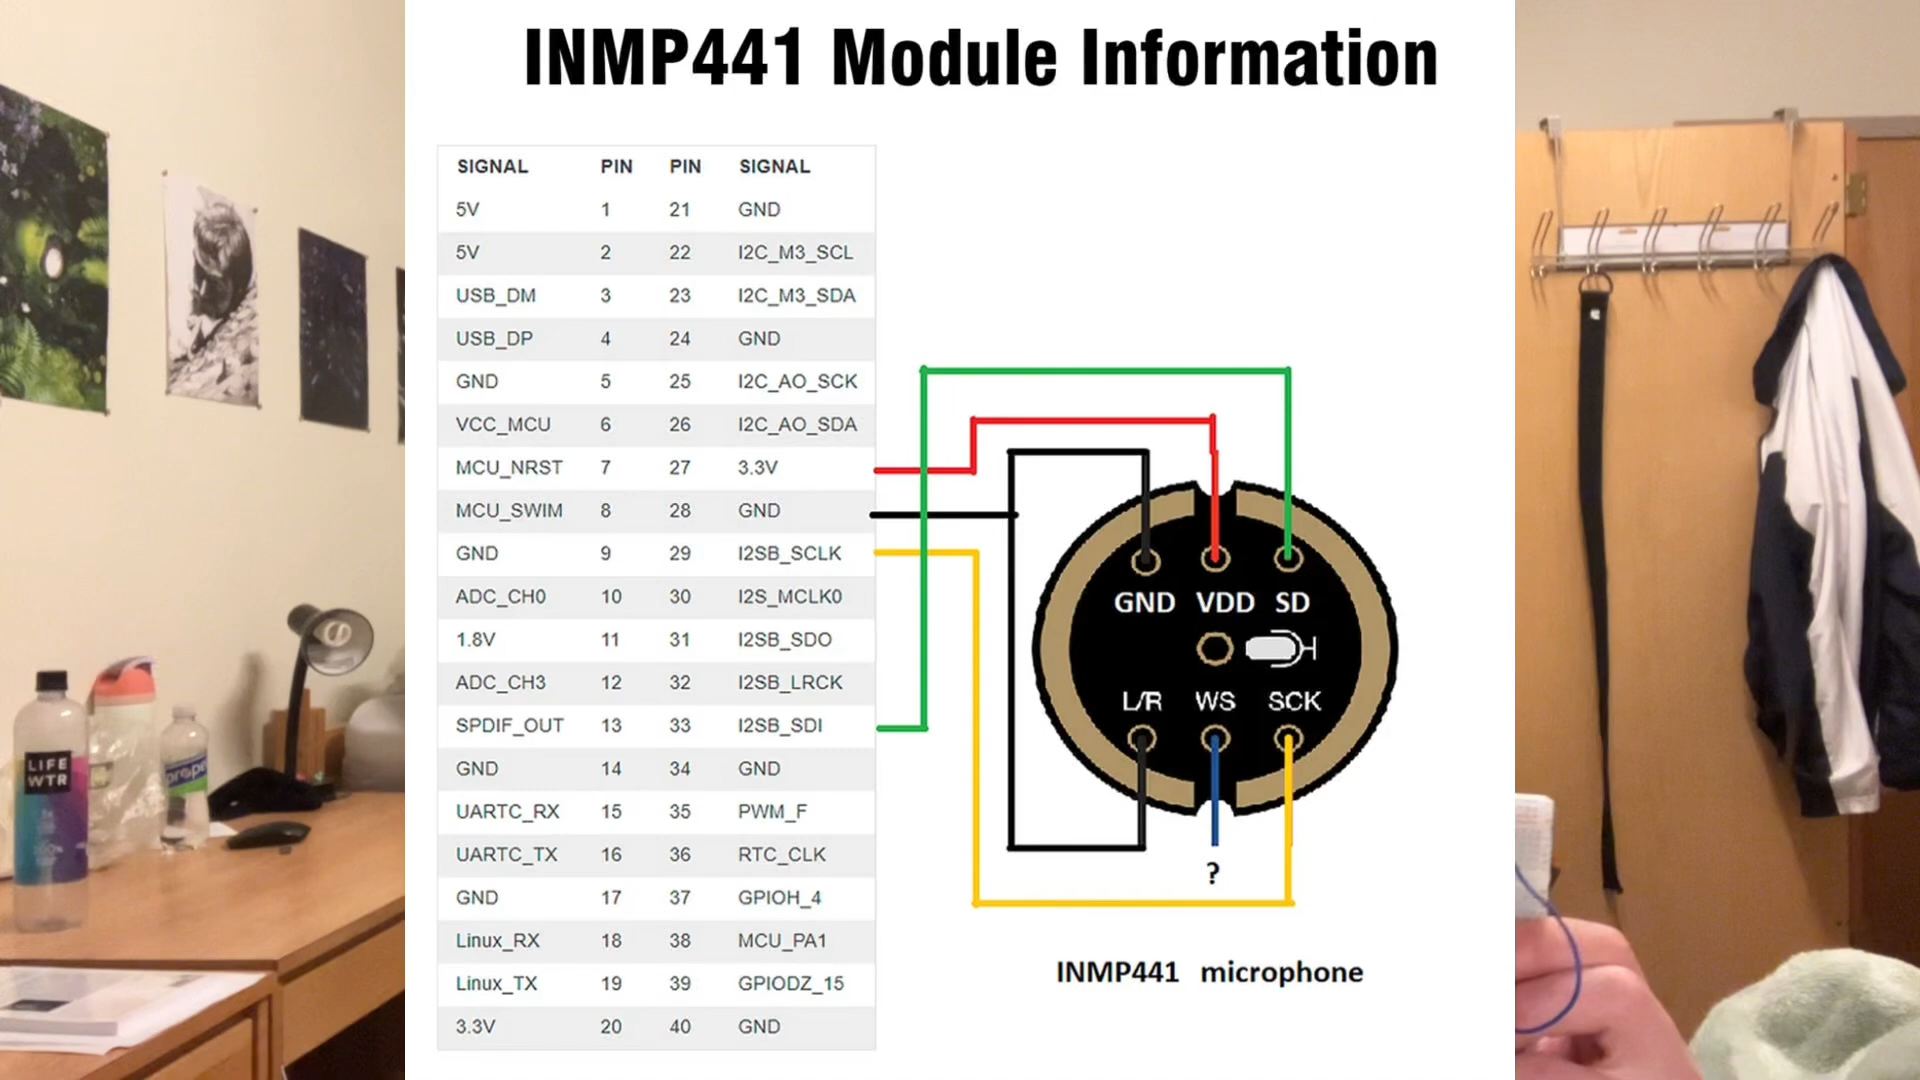 INMP441 Module Information
SIGNAL PIN PIN SIGNAL
5V 1 21 GND
5V 2 22 I2C_M3_SCL
USB_DM 3 23 I2C_M3_SDA
USB_DP 4 24 GND
GND 5 25 I2C_AO_SCK
VCC_MCU 6 26 I2C_AO_SDA
MCU_NRST 7 27 3.3V
MCU_SWIM 8 28 GND
GND 9 29 I2SB_SCLK
ADC_CH0 10 30 I2S_MCLK0
1.8V 11 31 I2SB_SDO
ADC_CH3 12 32 I2SB_LRCK
SPDIF_OUT 13 33 I2SB_SDI
GND 14 34 GND
UARTC_RX 15 35 PWM_F
UARTC_TX 16 36 RTC_CLK
GND 17 37 GPIOH_4
Linux_RX 18 38 MCU_PA1
Linux_TX 19 39 GPIODZ_15
3.3V 20 40 GND
GND VDD SD
L/R WS SCK
?
INMP441 microphone
LIFE
WTR
propel